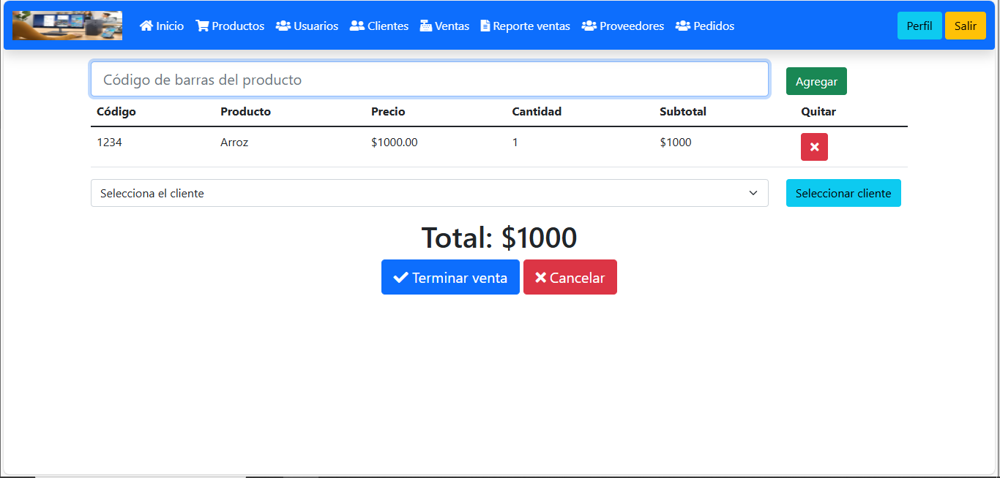 Inicio Productos Usuarios Clientes Ventas Reporte ventas Proveedores Pedidos Perfil Salir
Código de barras del producto Agregar
Código Producto Precio Cantidad Subtotal Quitar
1234 Arroz $1000.00 1 $1000
Selecciona el cliente Seleccionar cliente
Total: $1000
Terminar venta Cancelar